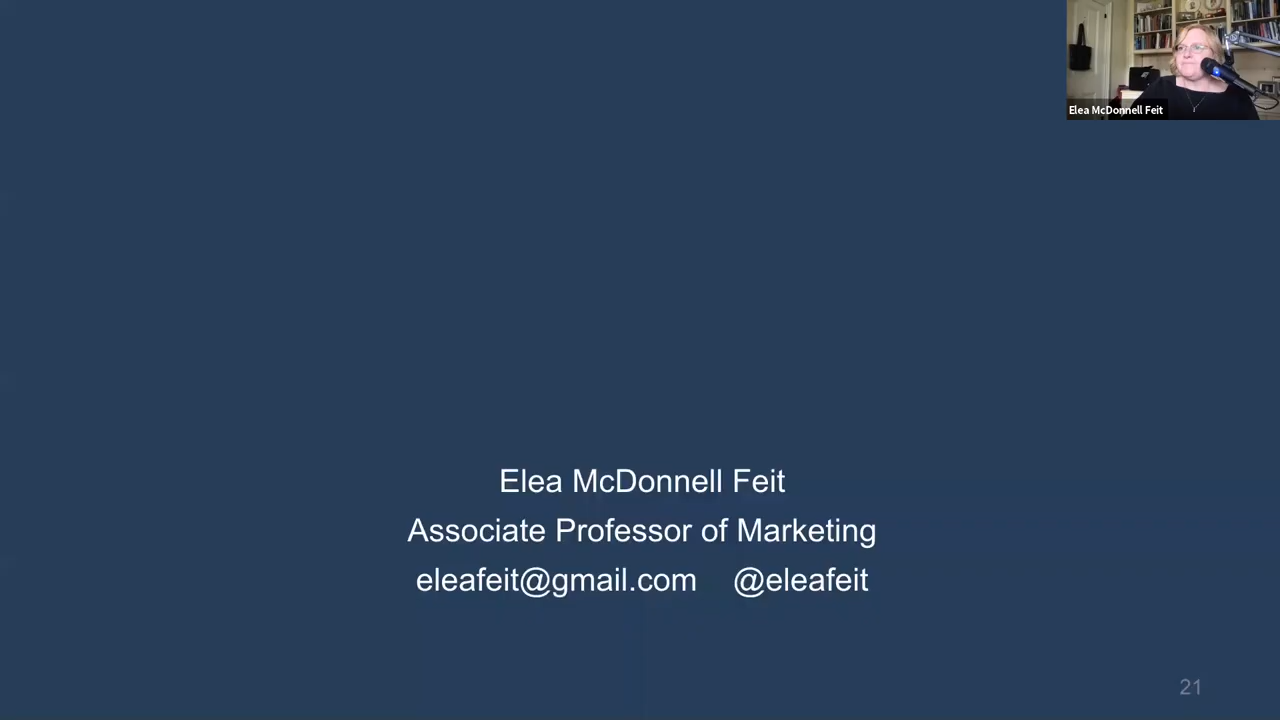 Elea McDonnell Feit
Elea McDonnell Feit
Associate Professor of Marketing
eleafeit@gmail.com @eleafeit
21